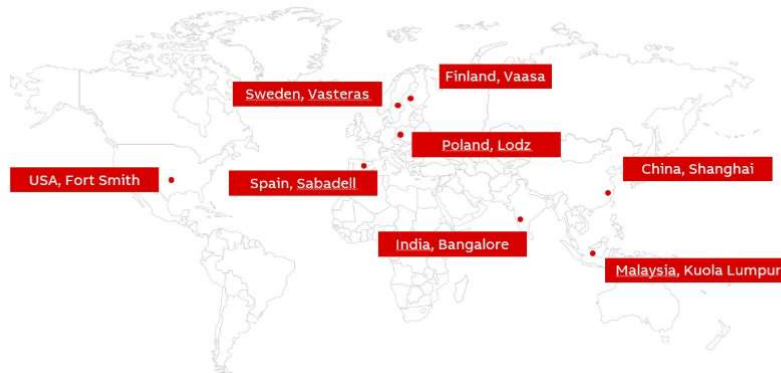 Finland, Vaasa
Sweden, Vasteras
Poland, Lodz
China, Shanghai
USA, Fort Smith
Spain, Sabadell
India, Bangalore
Malaysia, Kuola Lumpur